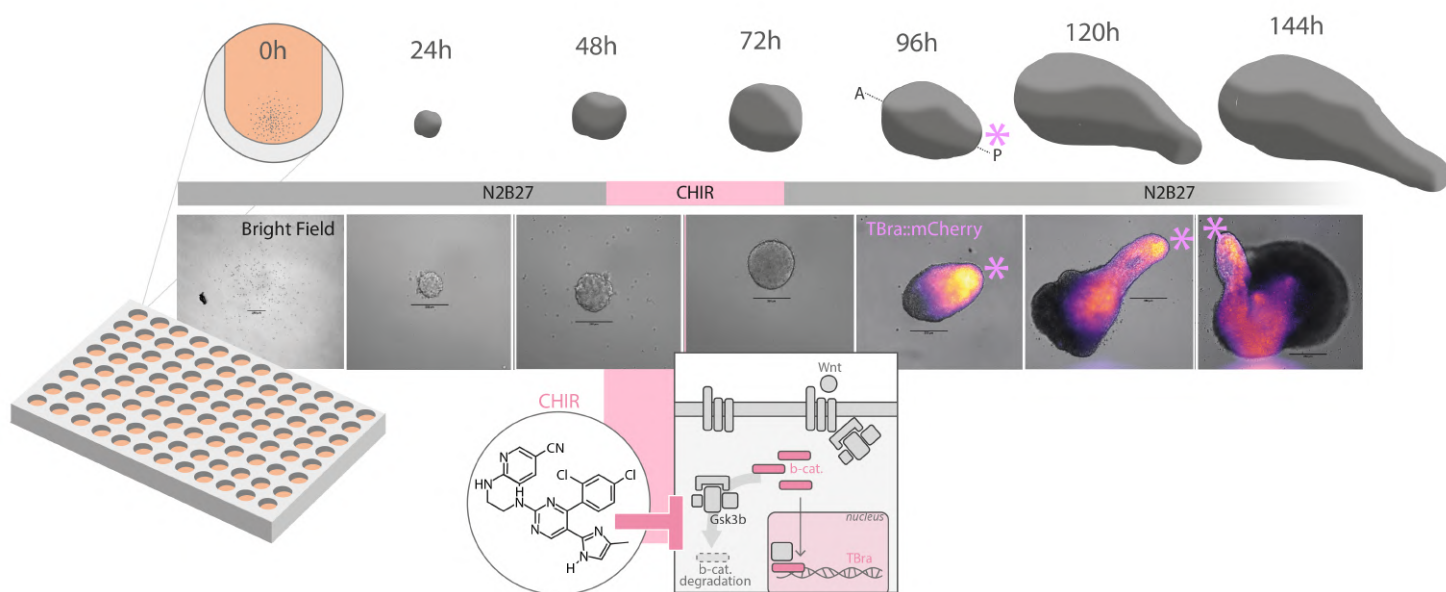 0h
24h
48h
72h
96h
120h
144h
A
P
N2B27
CHIR
N2B27
Bright Field
TBra::mCherry
CHIR
CN
N
NH
H
N
N
N
Cl
Cl
N
N
H
Wnt
b-cat.
Gsk3b
nucleus
TBra
b-cat.
degradation